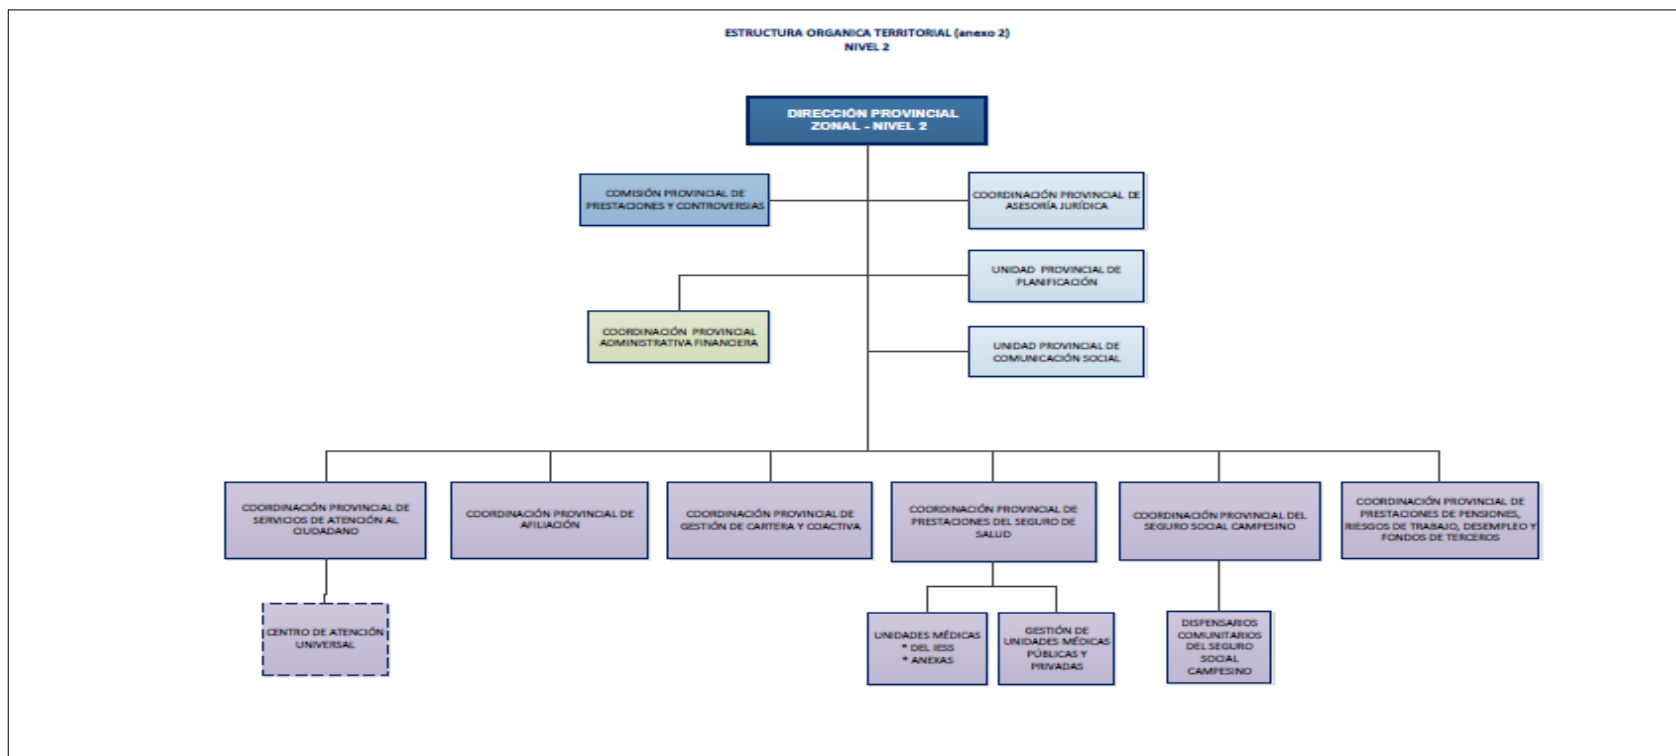 ESTRUCTURA ORGANICA TERRITORIAL (anexo 2)
NIVEL 2
DIRECCIÓN PROVINCIAL
ZONAL - NIVEL 2
COMISIÓN PROVINCIAL DE
PRESTACIONES Y CONTROVERSIAS
COORDINACIÓN PROVINCIAL DE
ASESORÍA JURÍDICA
UNIDAD PROVINCIAL DE
PLANIFICACIÓN
COORDINACIÓN PROVINCIAL
ADMINISTRATIVA FINANCIERA
UNIDAD PROVINCIAL DE
COMUNICACIÓN SOCIAL
COORDINACIÓN PROVINCIAL DE
SERVICIOS DE ATENCIÓN AL
CIUDADANO
COORDINACIÓN PROVINCIAL DE
AFILIACIÓN
COORDINACIÓN PROVINCIAL DE
GESTIÓN DE CARTERA Y COACTIVA
COORDINACIÓN PROVINCIAL DE
PRESTACIONES DEL SEGURO DE
SALUD
COORDINACIÓN PROVINCIAL DEL
SEGURO SOCIAL CAMPESINO
COORDINACIÓN PROVINCIAL DE
PRESTACIONES DE PENSIONES,
RIESGOS DE TRABAJO, DESEMPLEO Y
FONDOS DE TERCEROS
CENTRO DE ATENCIÓN
UNIVERSAL
UNIDADES MÉDICAS
* DEL IESS
* ANEXAS
GESTIÓN DE
UNIDADES MÉDICAS
PÚBLICAS Y
PRIVADAS
DISPENSARIOS
COMUNITARIOS
DEL SEGURO
SOCIAL
CAMPESINO